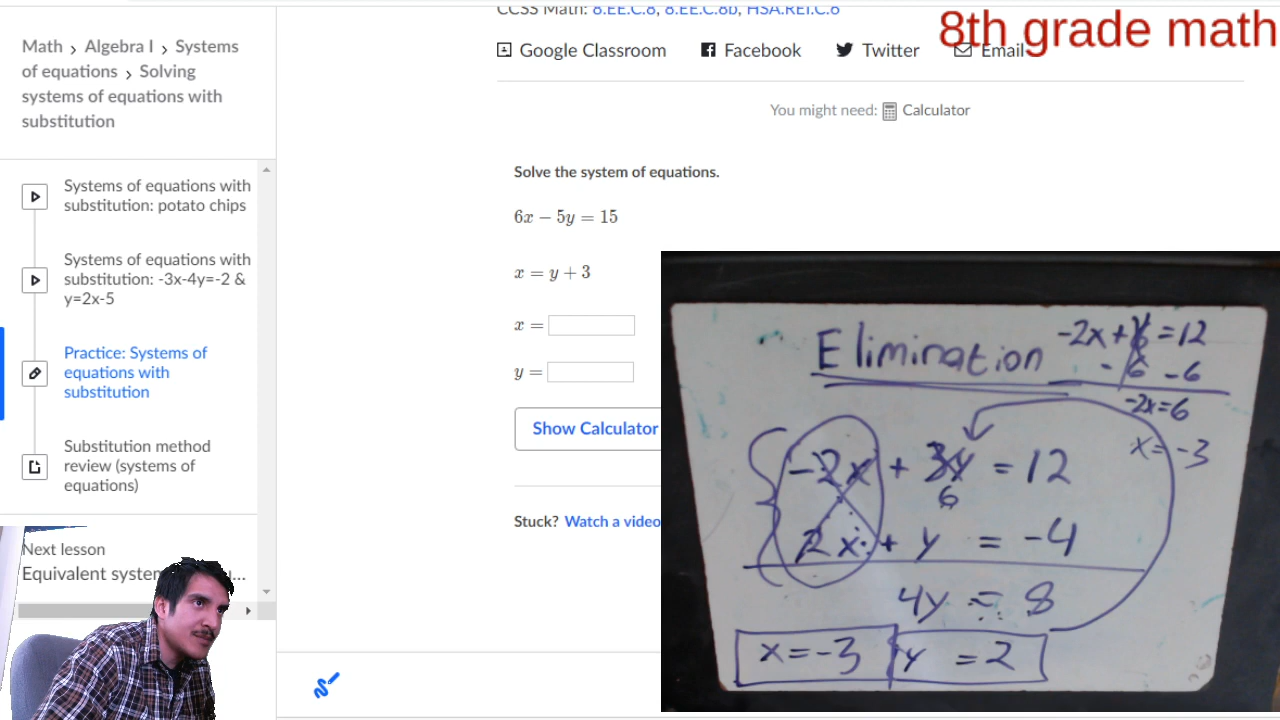 CCSS Math: 8.EE.C.8, 8.EE.C.8b, HSA.REI.C.6
8th grade math
Math › Algebra I › Systems
of equations › Solving
systems of equations with
substitution
Google Classroom Facebook Twitter Email
You might need: Calculator
Systems of equations with
substitution: potato chips
Systems of equations with
substitution: -3x-4y=-2 &
y=2x-5
Practice: Systems of
equations with
substitution
Substitution method
review (systems of
equations)
Next lesson
Equivalent system
u...
Solve the system of equations.
6x − 5y = 15
x = y + 3
x =
y =
Show Calculator
Stuck? Watch a video
Elimination
-2x + 6 = 12
- 6 - 6
-2x = 6
x = -3
-2x + 3y = 12
6
2x + y = -4
4y = 8
x = -3 y = 2